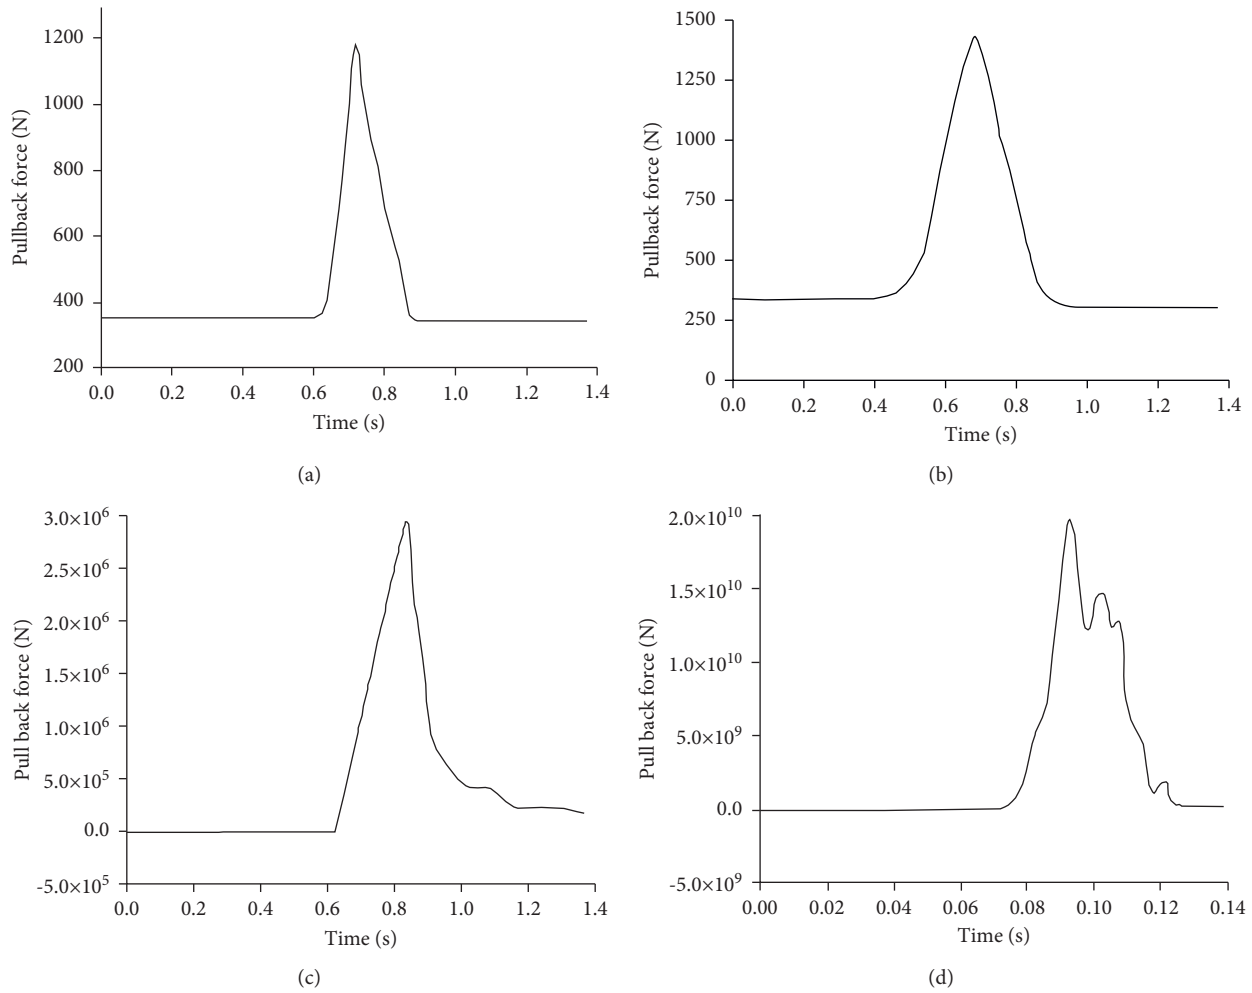 1200
1000
800
600
400
200
Pullback force (N)
0.0 0.2 0.4 0.6 0.8 1.0 1.2 1.4
Time (s)
(a)
1500
1250
1000
750
500
250
0
Pullback force (N)
0.0 0.2 0.4 0.6 0.8 1.0 1.2 1.4
Time (s)
(b)
3.0×10⁶
2.5×10⁶
2.0×10⁶
1.5×10⁶
1.0×10⁶
5.0×10⁵
0.0
-5.0×10⁵
Pull back force (N)
0.0 0.2 0.4 0.6 0.8 1.0 1.2 1.4
Time (s)
(c)
2.0×10¹⁰
1.5×10¹⁰
1.0×10¹⁰
5.0×10⁹
0.0
-5.0×10⁹
Pull back force (N)
0.00 0.02 0.04 0.06 0.08 0.10 0.12 0.14
Time (s)
(d)